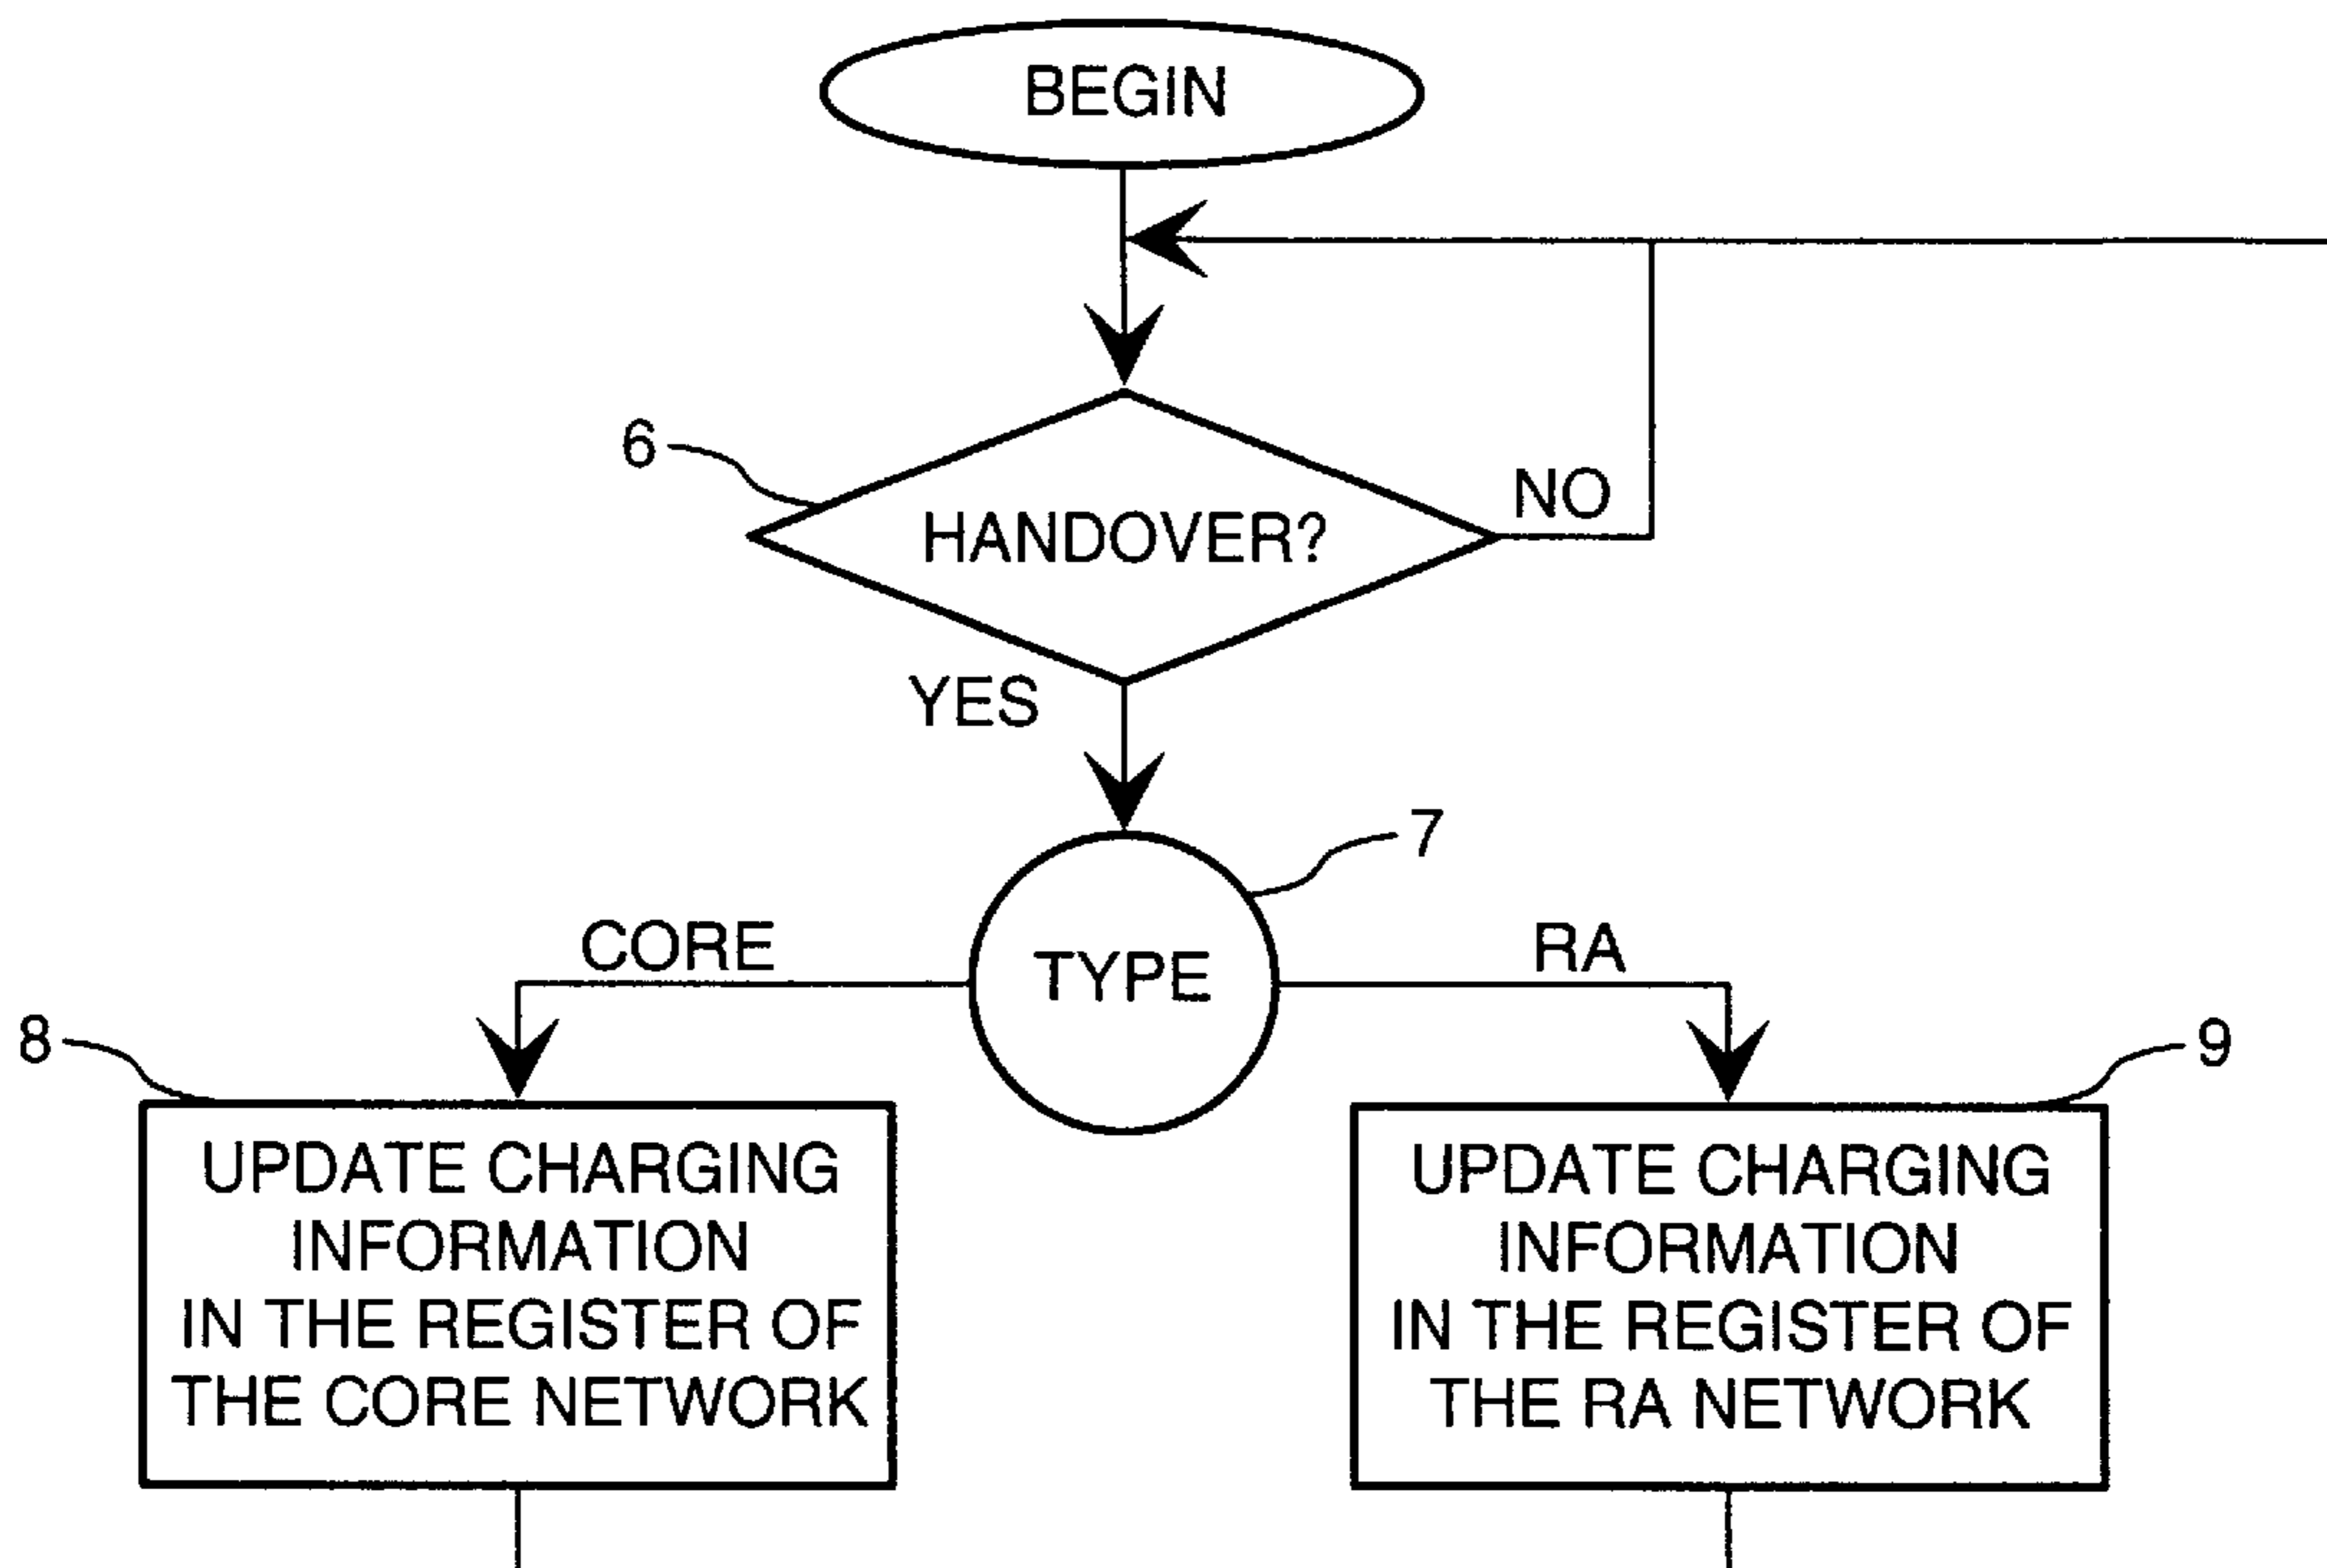 BEGIN
6
HANDOVER?
NO
YES
7
TYPE
CORE
RA
8
9
UPDATE CHARGING
INFORMATION
IN THE REGISTER OF
THE CORE NETWORK
UPDATE CHARGING
INFORMATION
IN THE REGISTER OF
THE RA NETWORK